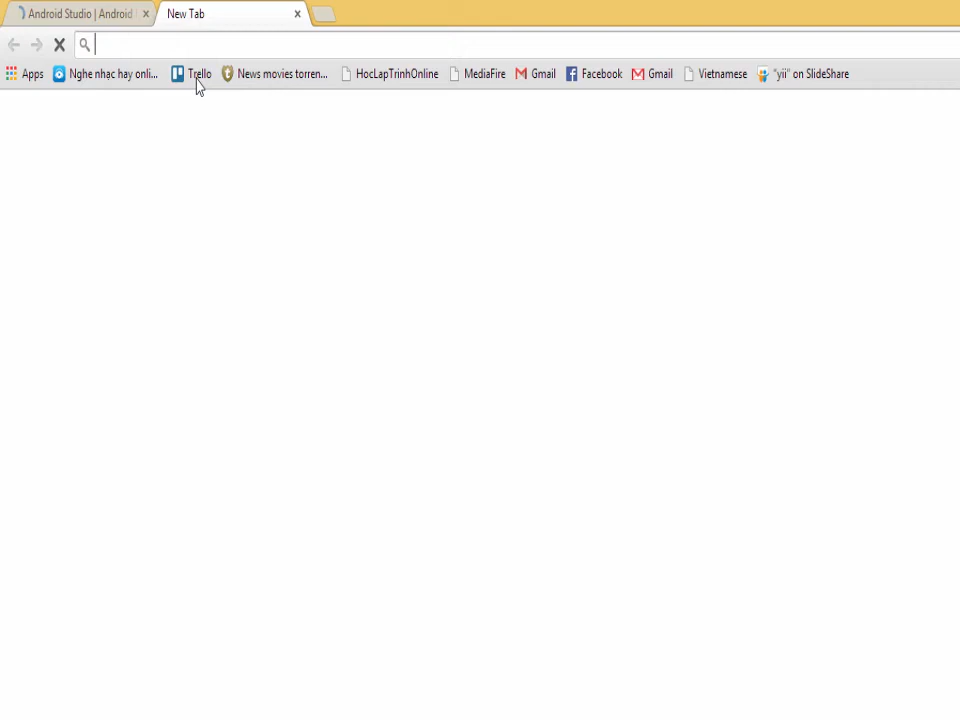 Android Studio | Android
New Tab
Apps
Nghe nhạc hay onli...
Trello
News movies torren...
HocLapTrinhOnline
MediaFire
Gmail
Facebook
Gmail
Vietnamese
"yii" on SlideShare